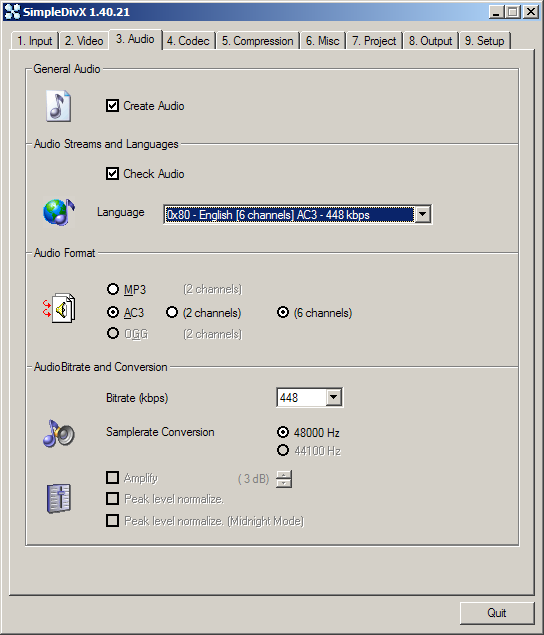 SimpleDivX 1.40.21
1. Input 2. Video 3. Audio 4. Codec 5. Compression 6. Misc 7. Project 8. Output 9. Setup
General Audio
Create Audio
Audio Streams and Languages
Check Audio
Language 0x80 - English [6 channels] AC3 - 448 kbps
Audio Format
MP3 (2 channels)
AC3 (2 channels) (6 channels)
OGG (2 channels)
AudioBitrate and Conversion
Bitrate (kbps) 448
Samplerate Conversion 48000 Hz
44100 Hz
Amplify ( 3 dB)
Peak level normalize.
Peak level normalize. (Midnight Mode)
Quit